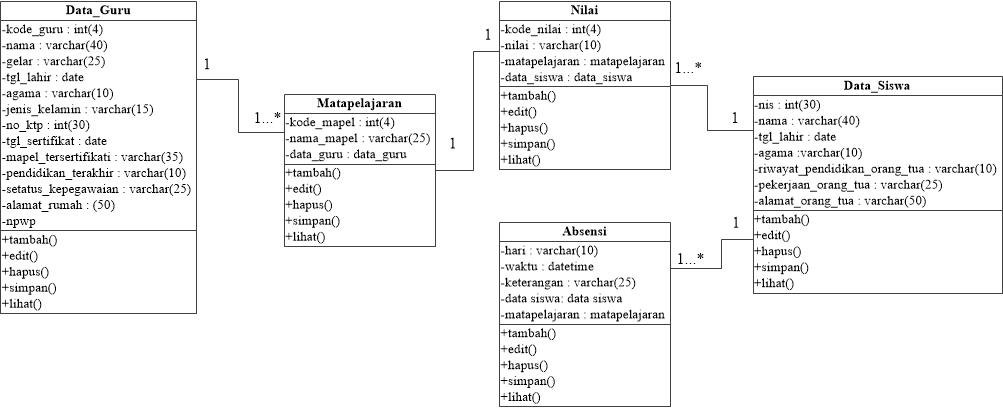 Data_Guru
-kode_guru : int(4)
-nama : varchar(40)
-gelar : varchar(25)
-tgl_lahir : date
-agama : varchar(10)
-jenis_kelamin : varchar(15)
-no_ktp : int(30)
-tgl_sertifikat : date
-mapel_tersertifikati : varchar(35)
-pendidikan_terakhir : varchar(10)
-setatus_kepegawaian : varchar(25)
-alamat_rumah : (50)
-npwp
+tambah()
+edit()
+hapus()
+simpan()
+lihat()
1
1...*
Matapelajaran
-kode_mapel : int(4)
-nama_mapel : varchar(25)
-data_guru : data_guru
+tambah()
+edit()
+hapus()
+simpan()
+lihat()
1
1
Nilai
-kode_nilai : int(4)
-nilai : varchar(10)
-matapelajaran : matapelajaran
-data_siswa : data_siswa
+tambah()
+edit()
+hapus()
+simpan()
+lihat()
1...*
1
Absensi
-hari : varchar(10)
-waktu : datetime
-keterangan : varchar(25)
-data siswa: data siswa
-matapelajaran : matapelajaran
+tambah()
+edit()
+hapus()
+simpan()
+lihat()
1...*
1
Data_Siswa
-nis : int(30)
-nama : varchar(40)
-tgl_lahir : date
-agama :varchar(10)
-riwayat_pendidikan_orang_tua : varchar(10)
-pekerjaan_orang_tua : varchar(25)
-alamat_orang_tua : varchar(50)
+tambah()
+edit()
+hapus()
+simpan()
+lihat()